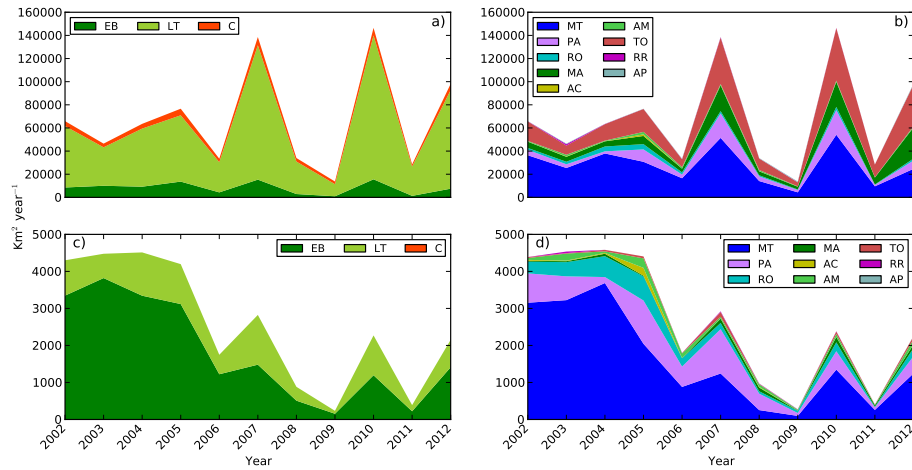 160000
140000
120000
100000
80000
60000
40000
20000
0
EB LT C
a)
160000
140000
120000
100000
80000
60000
40000
20000
0
MT AM
PA TO
RO RR
MA AP
AC
b)
Km² year⁻¹
5000
4000
3000
2000
1000
0
c)
EB LT C
2002 2003 2004 2005 2006 2007 2008 2009 2010 2011 2012
Year
5000
4000
3000
2000
1000
0
d)
MT MA TO
PA AC RR
RO AM AP
2002 2003 2004 2005 2006 2007 2008 2009 2010 2011 2012
Year